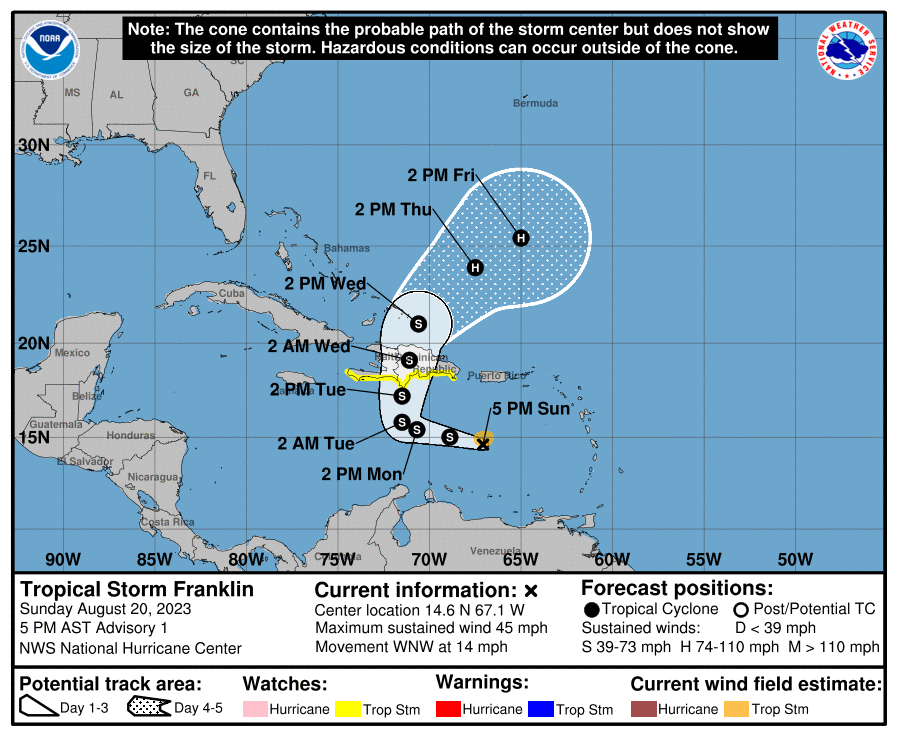 Note: The cone contains the probable path of the storm center but does not show
the size of the storm. Hazardous conditions can occur outside of the cone.
NOAA
NATIONAL WEATHER SERVICE
SC
MS
AL
GA
Bermuda
30N
FL
2 PM Fri
2 PM Thu
H
25N
Bahamas
H
2 PM Wed
Cuba
S
20N
2 AM Wed
Mexico
Haiti
S
Republic
Puerto Rico
2 PM Tue
S
Belize
5 PM Sun
Guatemala
S
S
S
15N
Honduras
2 AM Tue
El Salvador
2 PM Mon
Nicaragua
Costa Rica
Venezuela
90W
85W
80W
75W
70W
65W
60W
55W
50W
Tropical Storm Franklin
Sunday August 20, 2023
5 PM AST Advisory 1
NWS National Hurricane Center
Current information: ×
Center location 14.6 N 67.1 W
Maximum sustained wind 45 mph
Movement WNW at 14 mph
Forecast positions:
Tropical Cyclone
Post/Potential TC
Sustained winds:
D < 39 mph
S 39-73 mph H 74-110 mph M > 110 mph
Potential track area:
Day 1-3
Day 4-5
Watches:
Hurricane
Trop Stm
Warnings:
Hurricane
Trop Stm
Current wind field estimate:
Hurricane
Trop Stm